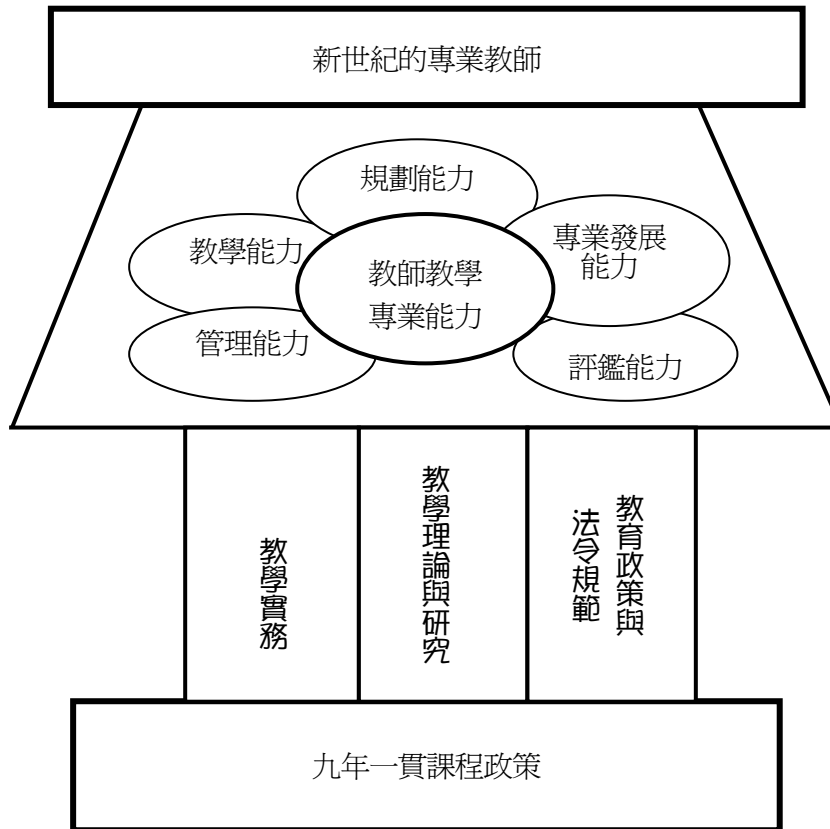 新世紀的專業教師
規劃能力
教學能力
專業發展
能力
教師教學
專業能力
管理能力
評鑑能力
教學實務
教學理論與研究
教育政策與
法令規範
九年一貫課程政策